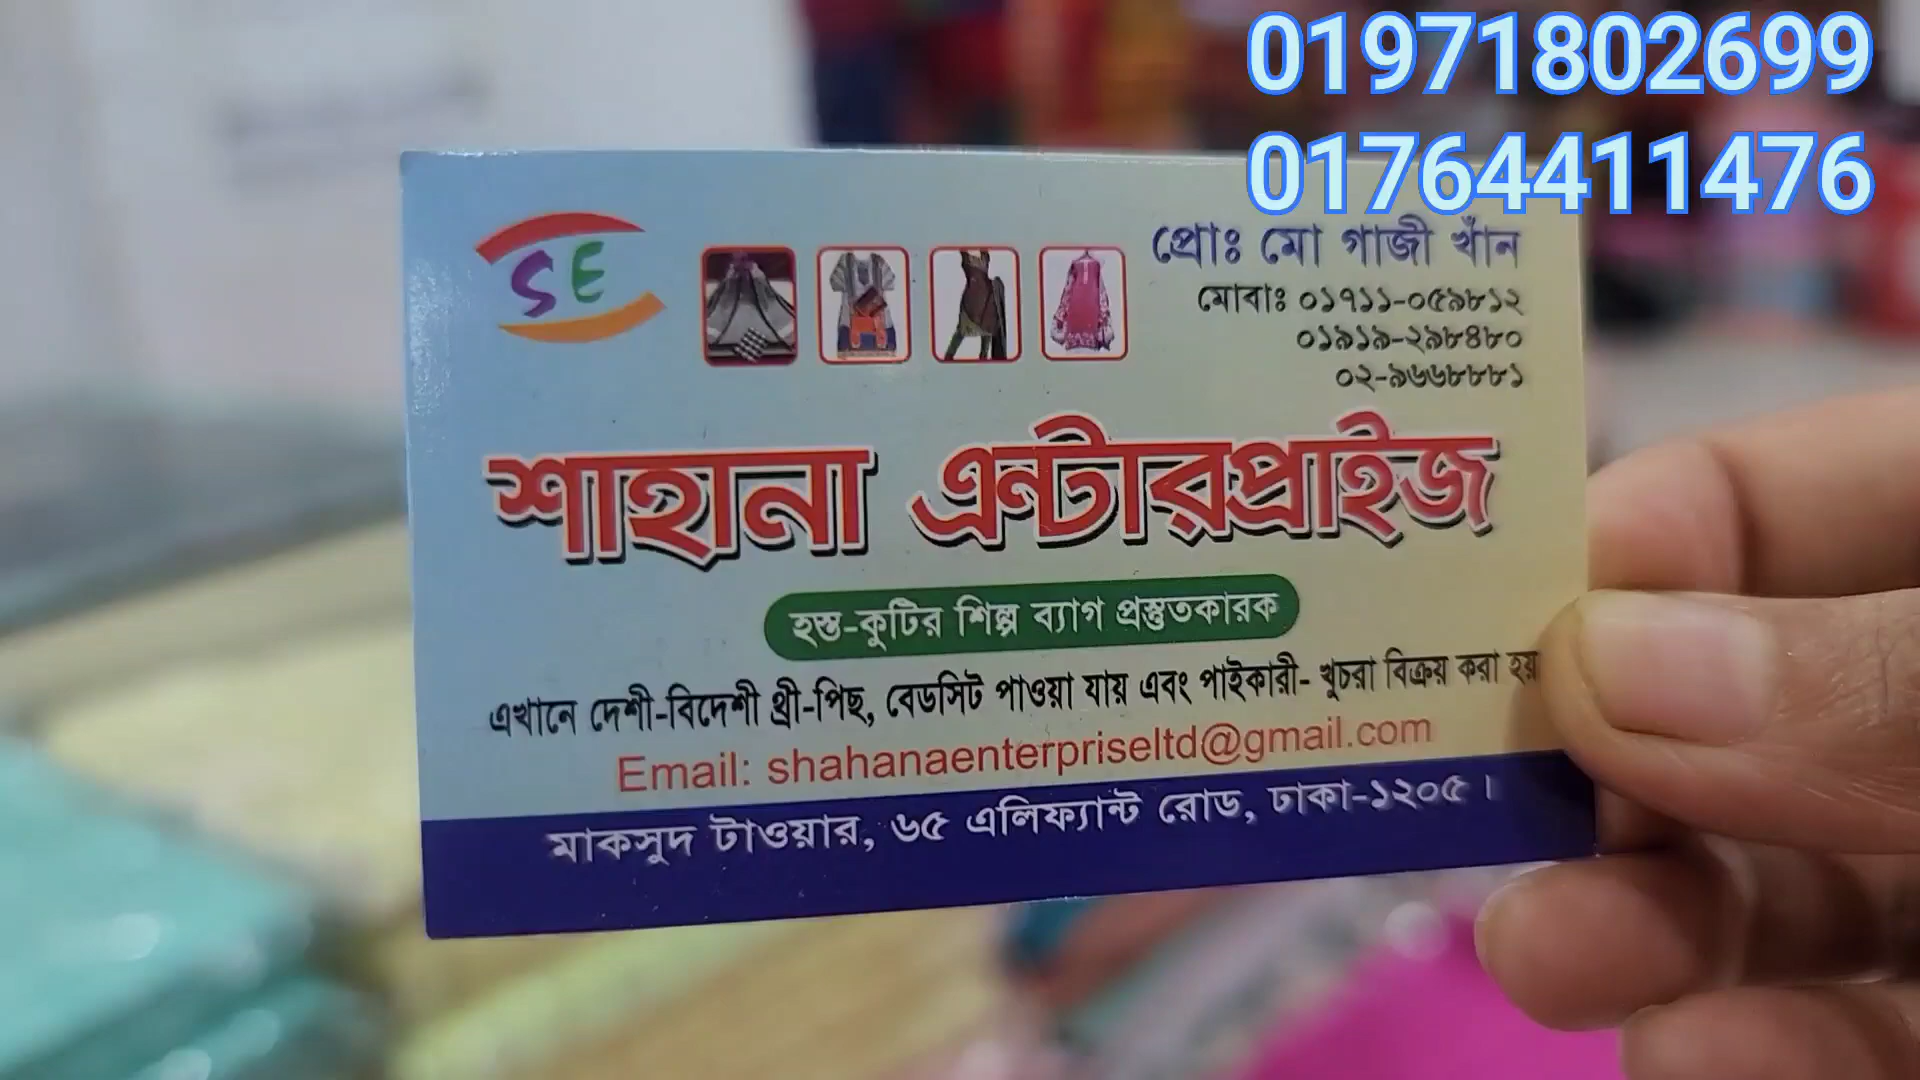 01971802699
01764411476
SE
প্রোঃ মো গাজী খাঁন
মোবাঃ ০১৭১১-০৫৯৮১২
০১৯১৯-২৯৮৪৮০
০২-৯৬৬৮৮৮১
শাহানা এন্টারপ্রাইজ
হস্ত-কুটির শিল্প ব্যাগ প্রস্তুতকারক
এখানে দেশী-বিদেশী থ্রী-পিছ, বেডসিট পাওয়া যায় এবং পাইকারী- খুচরা বিক্রয় করা হয়
Email: shahanaenterpriseltd@gmail.com
মাকসুদ টাওয়ার, ৬৫ এলিফ্যান্ট রোড, ঢাকা-১২০৫।